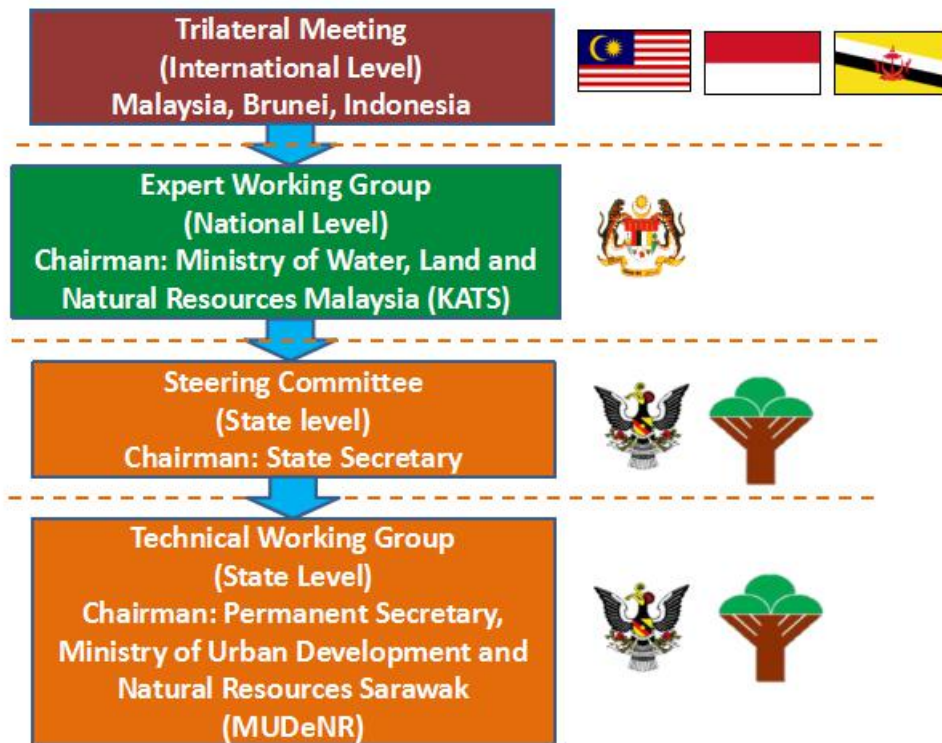 Trilateral Meeting
(International Level)
Malaysia, Brunei, Indonesia
Expert Working Group
(National Level)
Chairman: Ministry of Water, Land and
Natural Resources Malaysia (KATS)
Steering Committee
(State level)
Chairman: State Secretary
Technical Working Group
(State Level)
Chairman: Permanent Secretary,
Ministry of Urban Development and
Natural Resources Sarawak
(MUDeNR)